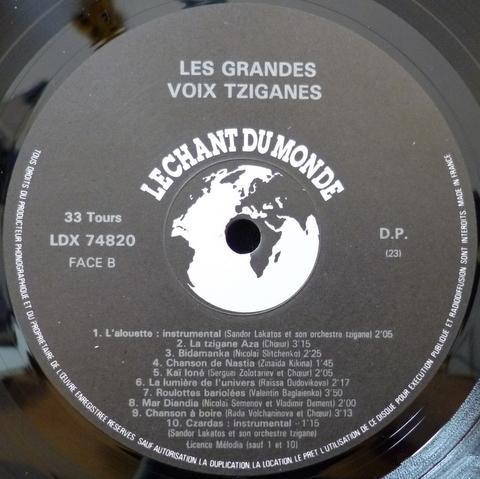 LES GRANDES
VOIX TZIGANES
LE CHANT DU MONDE
33 Tours
LDX 74820
FACE B
D.P.
(23)
1. L'alouette : instrumental (Sandor Lakatos et son orchestre tzigane) 2'05
2. La tzigane Aza (Chœur) 3'15
3. Bidamanka (Nicolai Slitchenko) 2'25
4. Chanson de Nastia (Zinaida Kikina) 1'45
5. Kaï loné (Serguei Zolotariev et Chœur) 2'05
6. La lumière de l'univers (Raissa Oudovikova) 2'17
7. Roulottes bariolées (Valentin Baglaienko) 3'50
8. Mar Diandia (Nicolai Semenov et Vladimir Dement) 2'00
9. Chanson à boire (Rada Volchaninova et Chœur) 3'10
10. Czardas : instrumental - 1'15
(Sandor Lakatos et son orchestre tzigane)
Licence Mélodia (sauf 1 et 10)
TOUS DROITS DU PRODUCTEUR PHONOGRAPHIQUE ET DU PROPRIETAIRE DE L'ŒUVRE ENREGISTREE RESERVES. SAUF AUTORISATION, LA DUPLICATION, LA LOCATION, LE PRET, L'UTILISATION DE CE DISQUE POUR EXECUTION PUBLIQUE ET RADIODIFFUSION SONT INTERDITS. MADE IN FRANCE